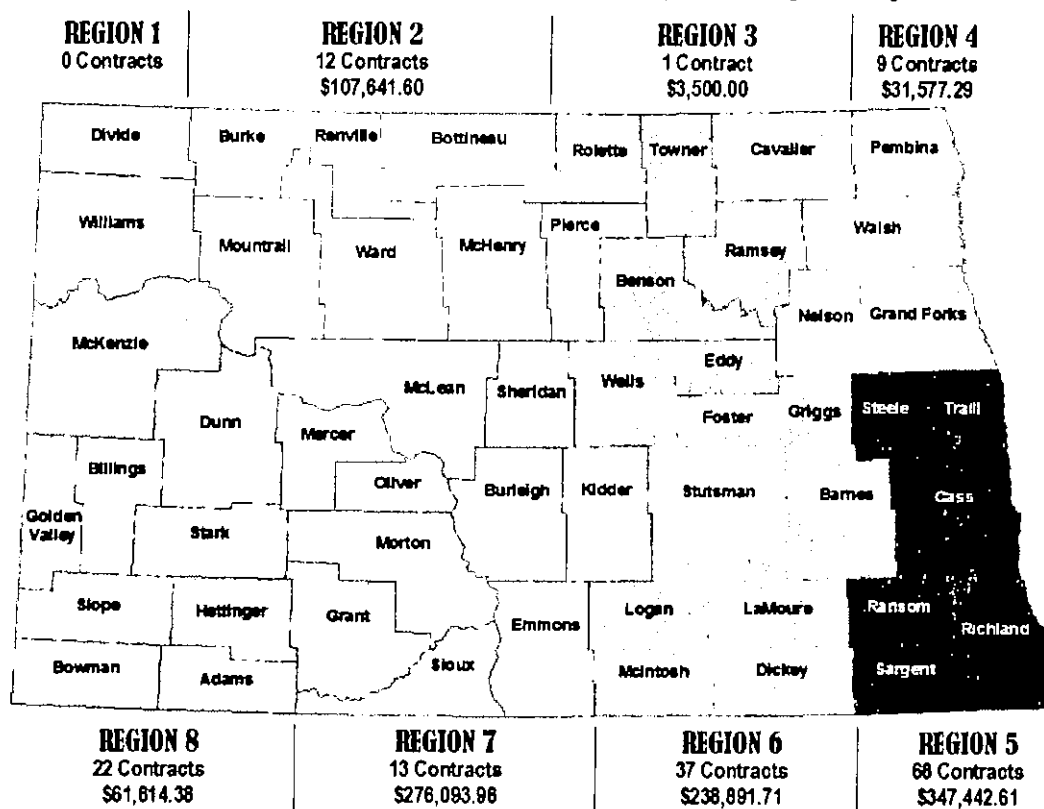 REGION 1
0 Contracts
REGION 2
12 Contracts
$107,641.60
REGION 3
1 Contract
$3,500.00
REGION 4
9 Contracts
$31,577.29
Divide
Burke
Renville
Bottineau
Rolette
Towner
Cavalier
Pembina
Williams
Mountrail
Ward
McHenry
Pierce
Benson
Ramsey
Walsh
Nelson
Grand Forks
McKenzie
Dunn
McLean
Sheridan
Wells
Eddy
Foster
Griggs
Steele
Traill
Mercer
Oliver
Billings
Golden
Valley
Stark
Burleigh
Kidder
Stutsman
Barnes
Cass
Morton
Slope
Hettinger
Grant
Emmons
Logan
LaMoure
Ransom
Richland
Bowman
Adams
Sioux
McIntosh
Dickey
Sargent
REGION 8
22 Contracts
$61,614.38
REGION 7
13 Contracts
$276,093.96
REGION 6
37 Contracts
$238,891.71
REGION 5
68 Contracts
$347,442.61